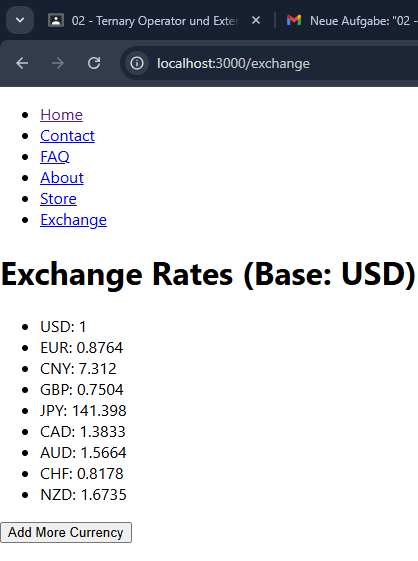 02 - Ternary Operator und Exter
Neue Aufgabe: "02 -
localhost:3000/exchange
Home
Contact
FAQ
About
Store
Exchange
Exchange Rates (Base: USD)
USD: 1
EUR: 0.8764
CNY: 7.312
GBP: 0.7504
JPY: 141.398
CAD: 1.3833
AUD: 1.5664
CHF: 0.8178
NZD: 1.6735
Add More Currency